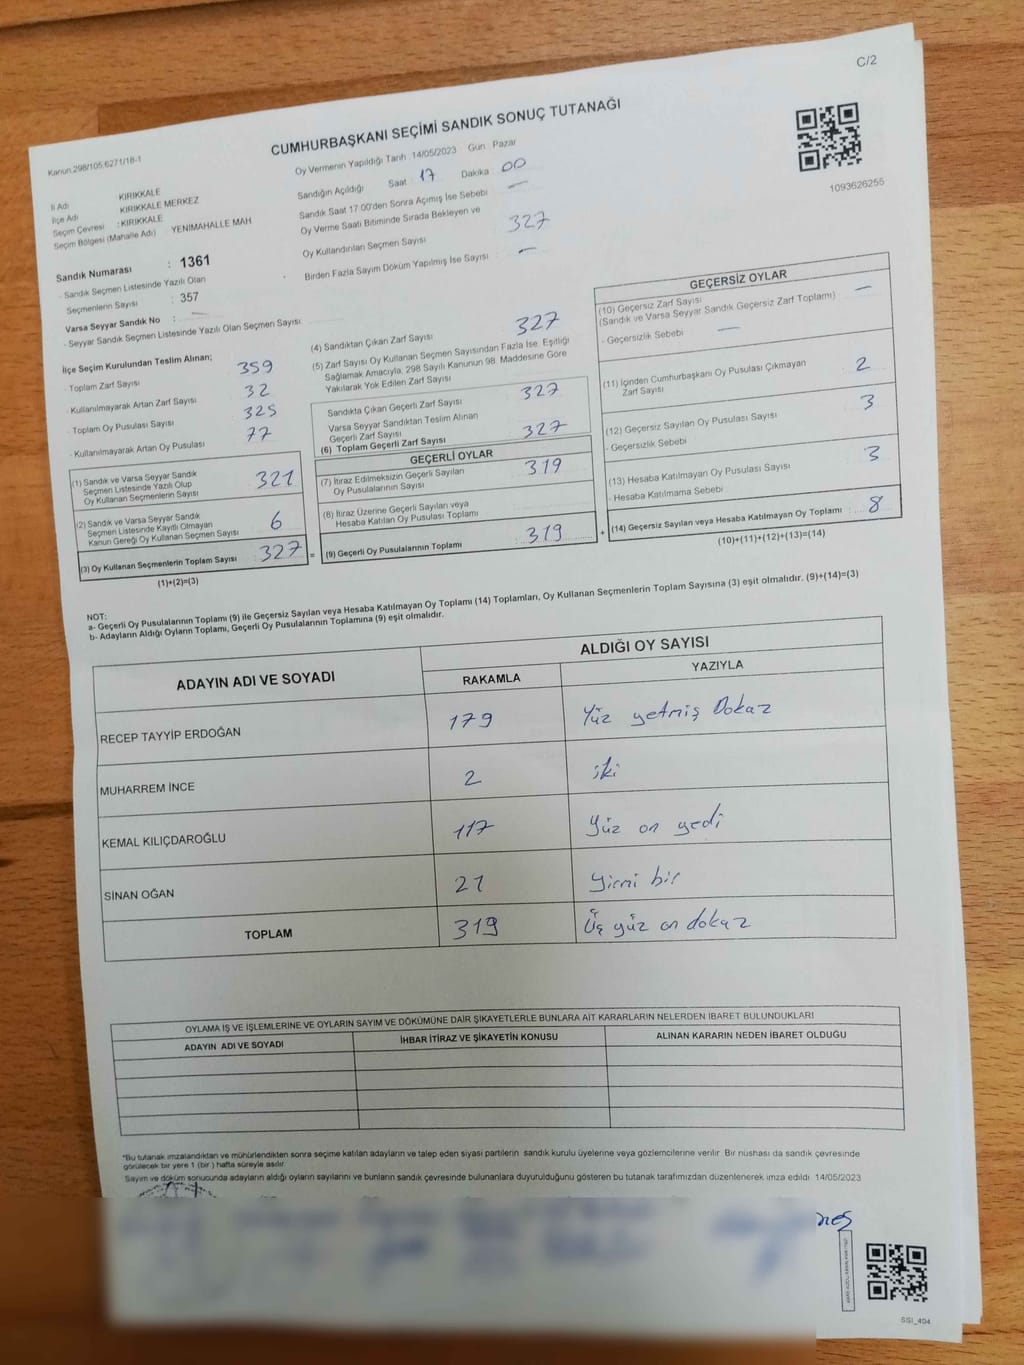 C/2
Kanun:298/105,6271/18-1
CUMHURBAŞKANI SEÇİMİ SANDIK SONUÇ TUTANAĞI
1093626255
İl Adı KIRIKKALE
İlçe Adı KIRIKKALE MERKEZ
Seçim Çevresi : KIRIKKALE
Seçim Bölgesi (Mahalle Adı) YENİMAHALLE MAH
Sandık Numarası : 1361
- Sandık Seçmen Listesinde Yazılı Olan
Seçmenlerin Sayısı : 357
Varsa Seyyar Sandık No :
- Seyyar Sandık Seçmen Listesinde Yazılı Olan Seçmen Sayısı:
Oy Vermenin Yapıldığı Tarih 14/05/2023 Gün Pazar
Sandığın Açıldığı Saat 17 Dakika 00
Sandık Saat 17:00'den Sonra Açımış İse Sebebi —
Oy Verme Saati Bitiminde Sırada Bekleyen ve
Oy Kullandırılan Seçmen Sayısı 327
Birden Fazla Sayım Döküm Yapılmış İse Sayısı —
İlçe Seçim Kurulundan Teslim Alınan;
- Toplam Zarf Sayısı 359
- Kullanılmayarak Artan Zarf Sayısı 32
- Toplam Oy Pusulası Sayısı 325
- Kullanılmayarak Artan Oy Pusulası 77
(1) Sandık ve Varsa Seyyar Sandık
Seçmen Listesinde Yazılı Olup
Oy Kullanan Seçmenlerin Sayısı 321
(2) Sandık ve Varsa Seyyar Sandık
Seçmen Listesinde Kayıtlı Olmayan
Kanun Gereği Oy Kullanan Seçmen Sayısı 6
(3) Oy Kullanan Seçmenlerin Toplam Sayısı : 327 =
(1)+(2)=(3)
(4) Sandıktan Çıkan Zarf Sayısı 327
(5) Zarf Sayısı Oy Kullanan Seçmen Sayısından Fazla İse, Eşitliği
Sağlamak Amacıyla, 298 Sayılı Kanunun 98. Maddesine Göre
Yakılarak Yok Edilen Zarf Sayısı
Sandıkta Çıkan Geçerli Zarf Sayısı 327
Varsa Seyyar Sandıktan Teslim Alınan
Geçerli Zarf Sayısı
(6) Toplam Geçerli Zarf Sayısı 327
GEÇERLİ OYLAR
(7) İtiraz Edilmeksizin Geçerli Sayılan
Oy Pusulalarının Sayısı 319
(8) İtiraz Üzerine Geçerli Sayılan veya
Hesaba Katılan Oy Pusulası Toplamı
(9) Geçerli Oy Pusulalarının Toplamı : 319 +
GEÇERSİZ OYLAR
(10) Geçersiz Zarf Sayısı —
(Sandık ve Varsa Seyyar Sandık Geçersiz Zarf Toplamı)
- Geçersizlik Sebebi —
(11) İçinden Cumhurbaşkanı Oy Pusulası Çıkmayan
Zarf Sayısı 2
(12) Geçersiz Sayılan Oy Pusulası Sayısı 3
- Geçersizlik Sebebi
(13) Hesaba Katılmayan Oy Pusulası Sayısı 3
- Hesaba Katılmama Sebebi
(14) Geçersiz Sayılan veya Hesaba Katılmayan Oy Toplamı : 8
(10)+(11)+(12)+(13)=(14)
NOT:
a- Geçerli Oy Pusulalarının Toplamı (9) ile Geçersiz Sayılan veya Hesaba Katılmayan Oy Toplamı (14) Toplamları, Oy Kullanan Seçmenlerin Toplam Sayısına (3) eşit olmalıdır. (9)+(14)=(3)
b- Adayların Aldığı Oyların Toplamı, Geçerli Oy Pusulalarının Toplamına (9) eşit olmalıdır.
ADAYIN ADI VE SOYADI ALDIĞI OY SAYISI
RAKAMLA YAZIYLA
RECEP TAYYİP ERDOĞAN 179 Yüz yetmiş Dokuz
MUHARREM İNCE 2 iki
KEMAL KILIÇDAROĞLU 117 Yüz on yedi
SİNAN OĞAN 21 Yirmi bir
TOPLAM 319 Üç yüz on dokuz
OYLAMA İŞ VE İŞLEMLERİNE VE OYLARIN SAYIM VE DÖKÜMÜNE DAİR ŞİKAYETLERLE BUNLARA AİT KARARLARIN NELERDEN İBARET BULUNDUKLARI
ADAYIN ADI VE SOYADI İHBAR İTİRAZ VE ŞİKAYETİN KONUSU ALINAN KARARIN NEDEN İBARET OLDUĞU
*Bu tutanak imzalandıktan ve mühürlendikten sonra seçime katılan adayların ve talep eden siyasi partilerin sandık kurulu üyelerine veya gözlemcilerine verilir. Bir nüshası da sandık çevresinde
görülecek bir yere 1 (bir) hafta süreyle asılır.
Sayım ve döküm sonucunda adayların aldığı oyların sayılarını ve bunların sandık çevresinde bulunanlara duyurulduğunu gösteren bu tutanak tarafımızdan düzenlenerek imza edildi 14/05/2023
SSI_404